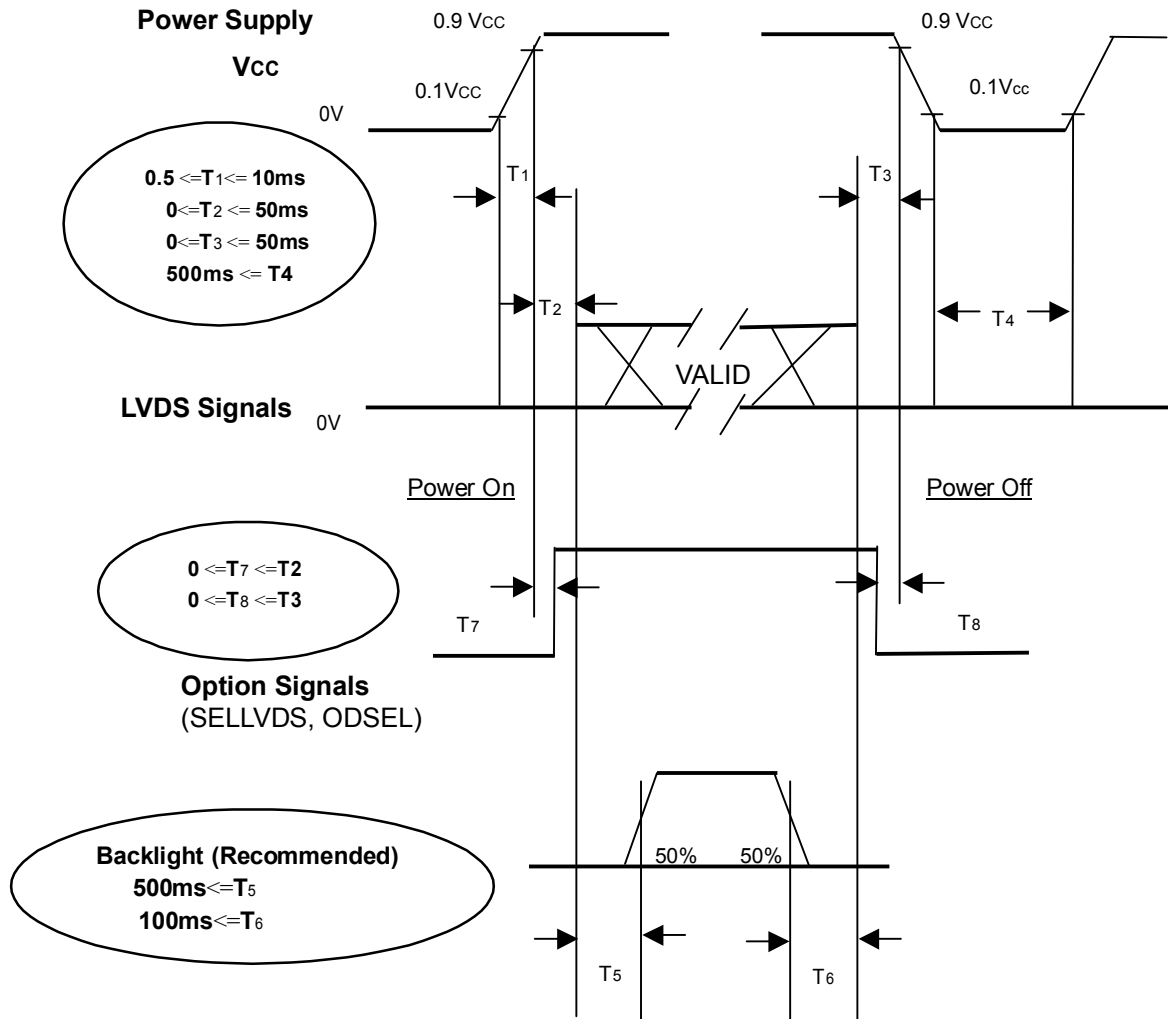 Power Supply
VCC
0.9 VCC
0.9 VCC
0.1VCC
0.1Vcc
0V
0.5 <=T1<= 10ms
0<=T2 <= 50ms
0<=T3 <= 50ms
500ms <= T4
T1
T3
T2
T4
VALID
LVDS Signals
0V
Power On
Power Off
0 <=T7 <=T2
0 <=T8 <=T3
T7
T8
Option Signals
(SELLVDS, ODSEL)
Backlight (Recommended)
500ms<=T5
100ms<=T6
50%
50%
T5
T6